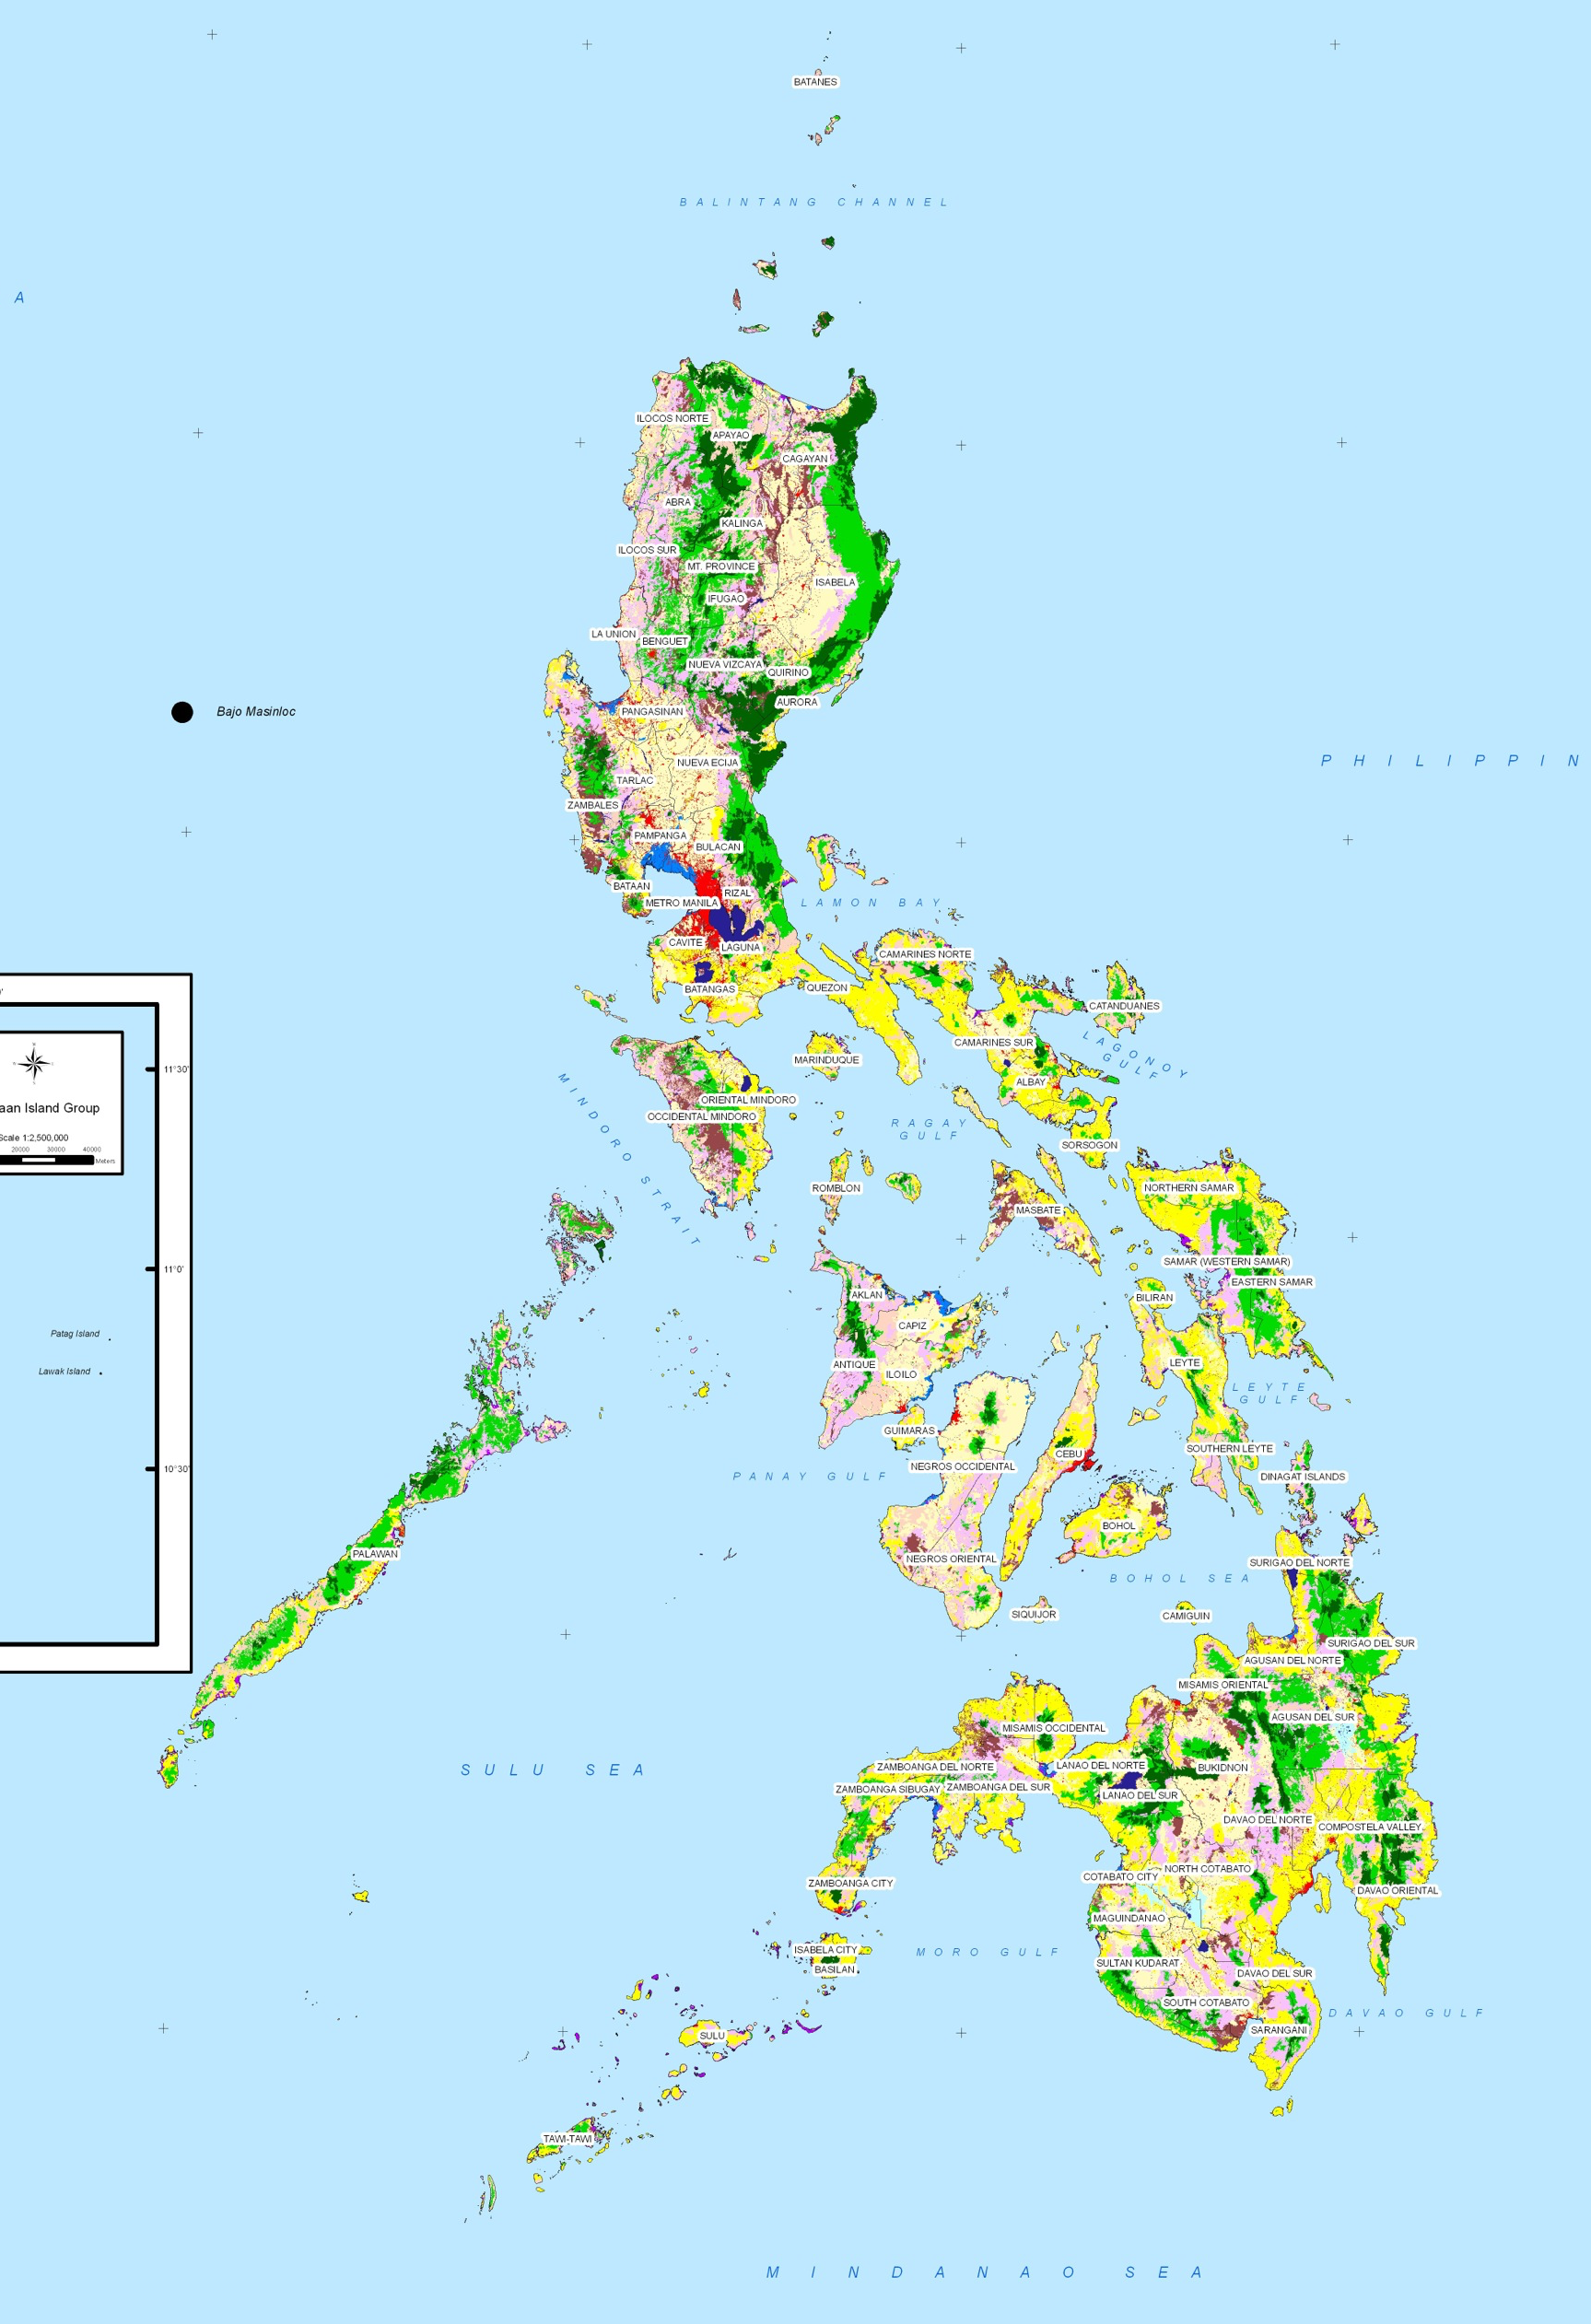 BATANES
BALINTANG CHANNEL
A
ILOCOS NORTE
APAYAO
CAGAYAN
ABRA
KALINGA
ILOCOS SUR
MT. PROVINCE
ISABELA
IFUGAO
LA UNION
BENGUET
NUEVA VIZCAYA
QUIRINO
AURORA
Bajo Masinloc
PANGASINAN
PHILIPPIN
NUEVA ECIJA
TARLAC
ZAMBALES
PAMPANGA
BULACAN
BATAAN
RIZAL
METRO MANILA
LAMON BAY
CAVITE
LAGUNA
CAMARINES NORTE
QUEZON
BATANGAS
CATANDUANES
CAMARINES SUR
LAGONOY
GULF
MARINDUQUE
ALBAY
11°30'
aan Island Group
Scale 1:2,500,000
20000 30000 40000
Meters
MINDORO STRAIT
ORIENTAL MINDORO
OCCIDENTAL MINDORO
RAGAY
GULF
SORSOGON
ROMBLON
NORTHERN SAMAR
MASBATE
SAMAR (WESTERN SAMAR)
11°0'
EASTERN SAMAR
AKLAN
BILIRAN
CAPIZ
Patag Island
Lawak Island
ANTIQUE
ILOILO
LEYTE
LEYTE
GULF
GUIMARAS
SOUTHERN LEYTE
CEBU
NEGROS OCCIDENTAL
10°30'
PANAY GULF
DINAGAT ISLANDS
BOHOL
PALAWAN
NEGROS ORIENTAL
SURIGAO DEL NORTE
BOHOL SEA
SIQUIJOR
CAMIGUIN
SURIGAO DEL SUR
AGUSAN DEL NORTE
MISAMIS ORIENTAL
AGUSAN DEL SUR
MISAMIS OCCIDENTAL
SULU SEA
ZAMBOANGA DEL NORTE
LANAO DEL NORTE
BUKIDNON
ZAMBOANGA SIBUGAY
ZAMBOANGA DEL SUR
LANAO DEL SUR
DAVAO DEL NORTE
COMPOSTELA VALLEY
NORTH COTABATO
COTABATO CITY
ZAMBOANGA CITY
DAVAO ORIENTAL
MAGUINDANAO
ISABELA CITY
MORO GULF
BASILAN
SULTAN KUDARAT
DAVAO DEL SUR
SOUTH COTABATO
DAVAO GULF
SARANGANI
SULU
TAWI-TAWI
MINDANAO SEA